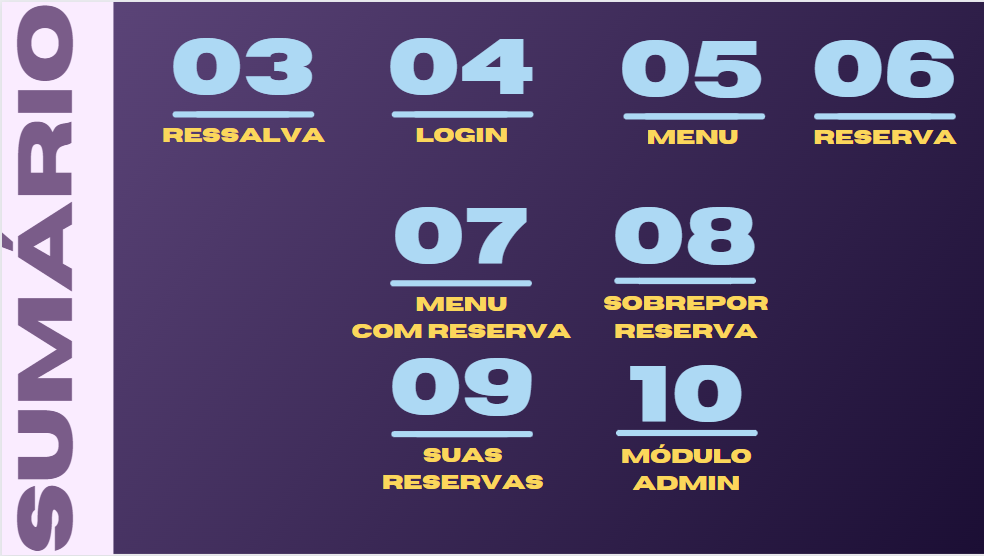 SUMÁRIO
03
RESSALVA
04
LOGIN
05
MENU
06
RESERVA
07
MENU
COM RESERVA
08
SOBREPOR
RESERVA
09
SUAS
RESERVAS
10
MÓDULO
ADMIN